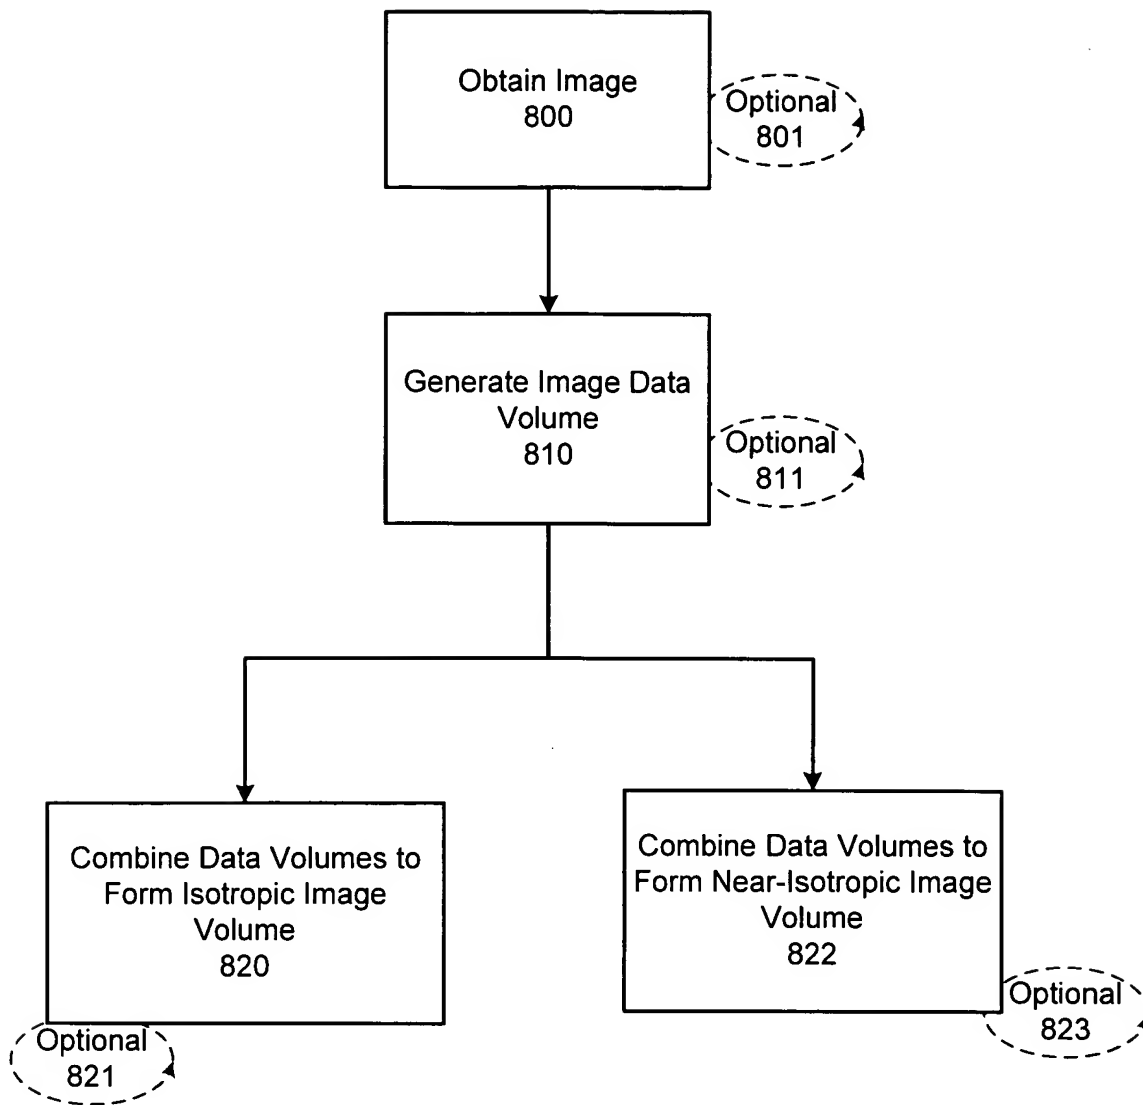 Obtain Image
800
Optional
801
Generate Image Data
Volume
810
Optional
811
Combine Data Volumes to
Form Isotropic Image
Volume
820
Optional
821
Combine Data Volumes to
Form Near-Isotropic Image
Volume
822
Optional
823